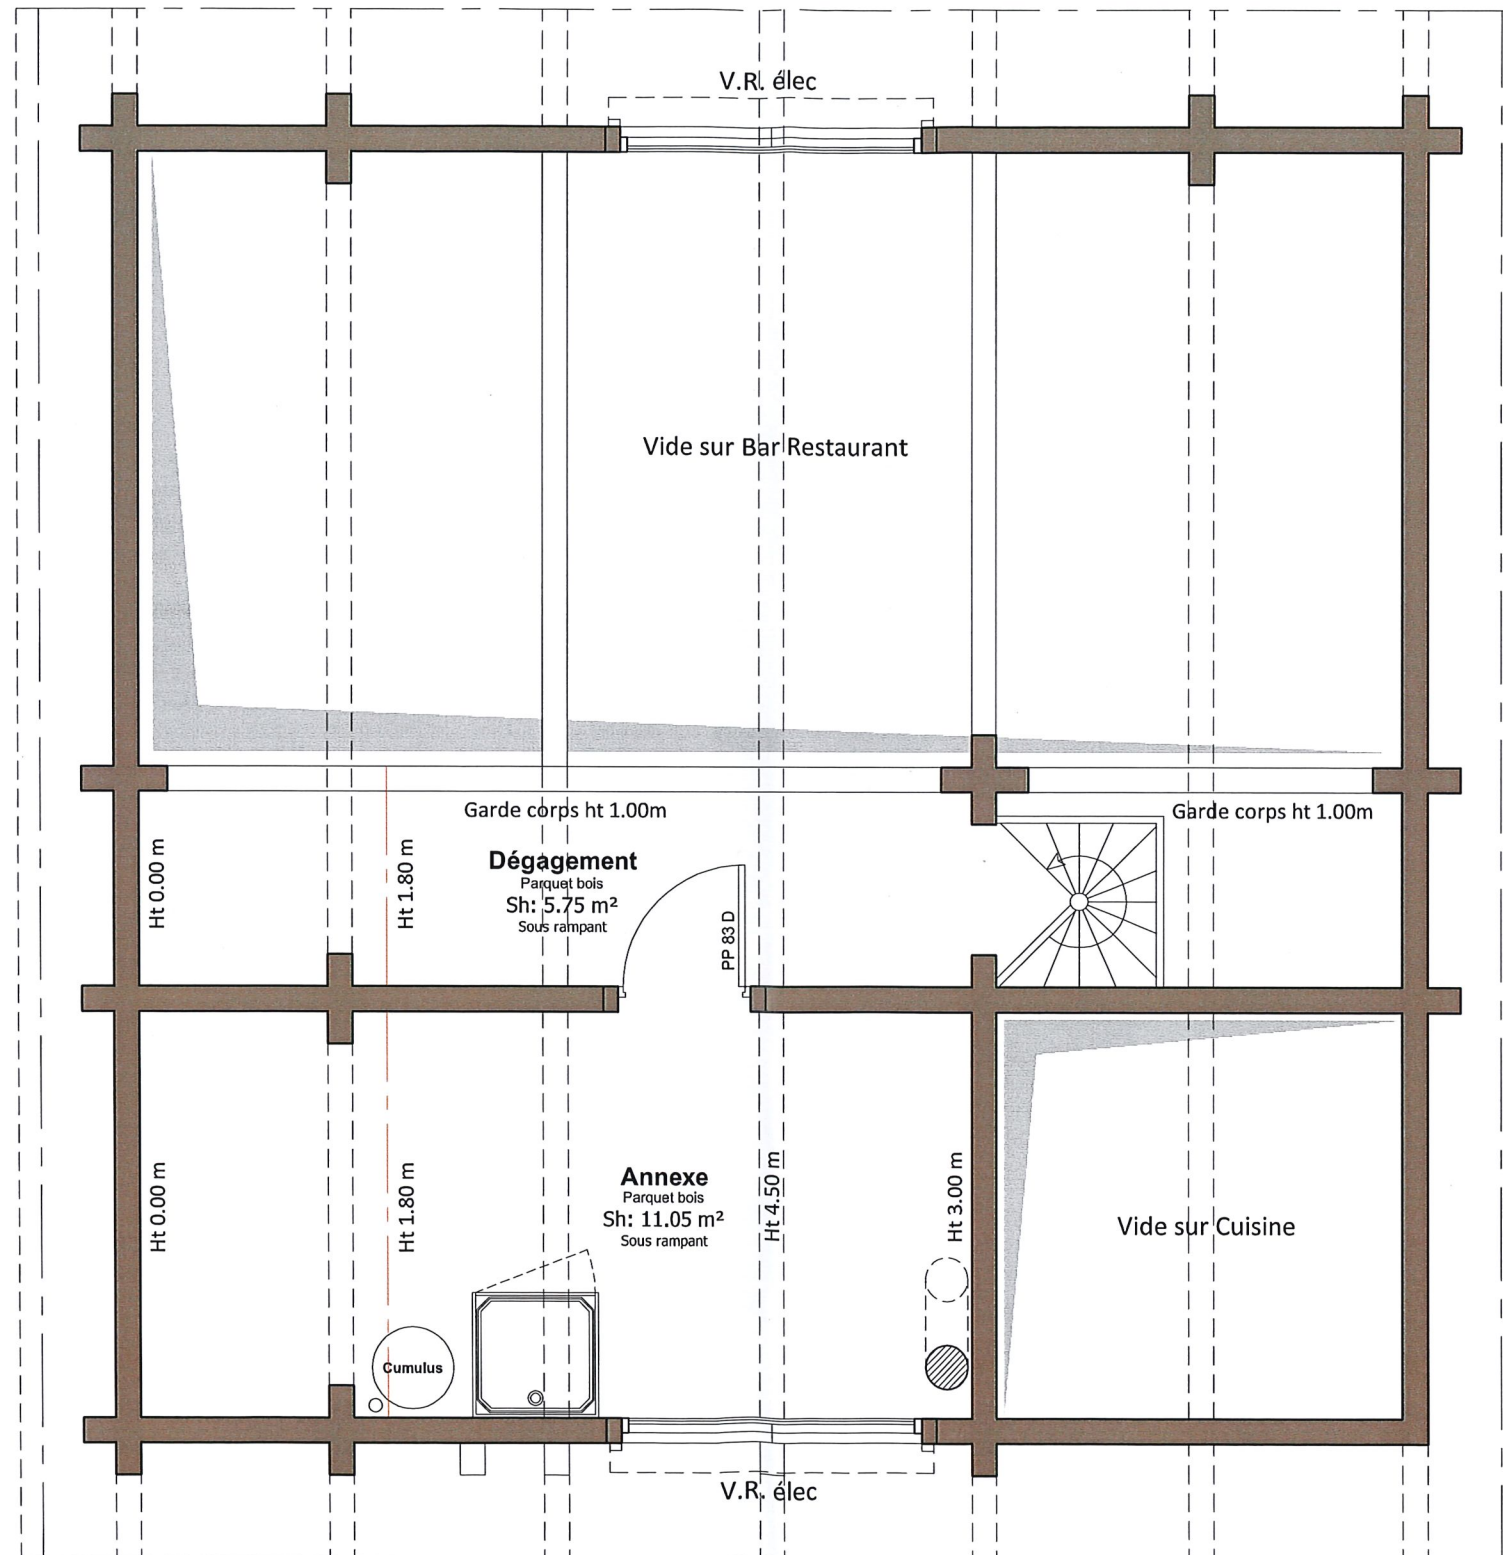 V.R. élec
Vide sur Bar Restaurant
Garde corps ht 1.00m
Garde corps ht 1.00m
Ht 0.00 m
Ht 1.80 m
Dégagement
Parquet bois
Sh: 5.75 m²
Sous rampant
PP 83 D
Ht 0.00 m
Ht 1.80 m
Annexe
Parquet bois
Sh: 11.05 m²
Sous rampant
Ht 4.50 m
Ht 3.00 m
Vide sur Cuisine
Cumulus
V.R. élec